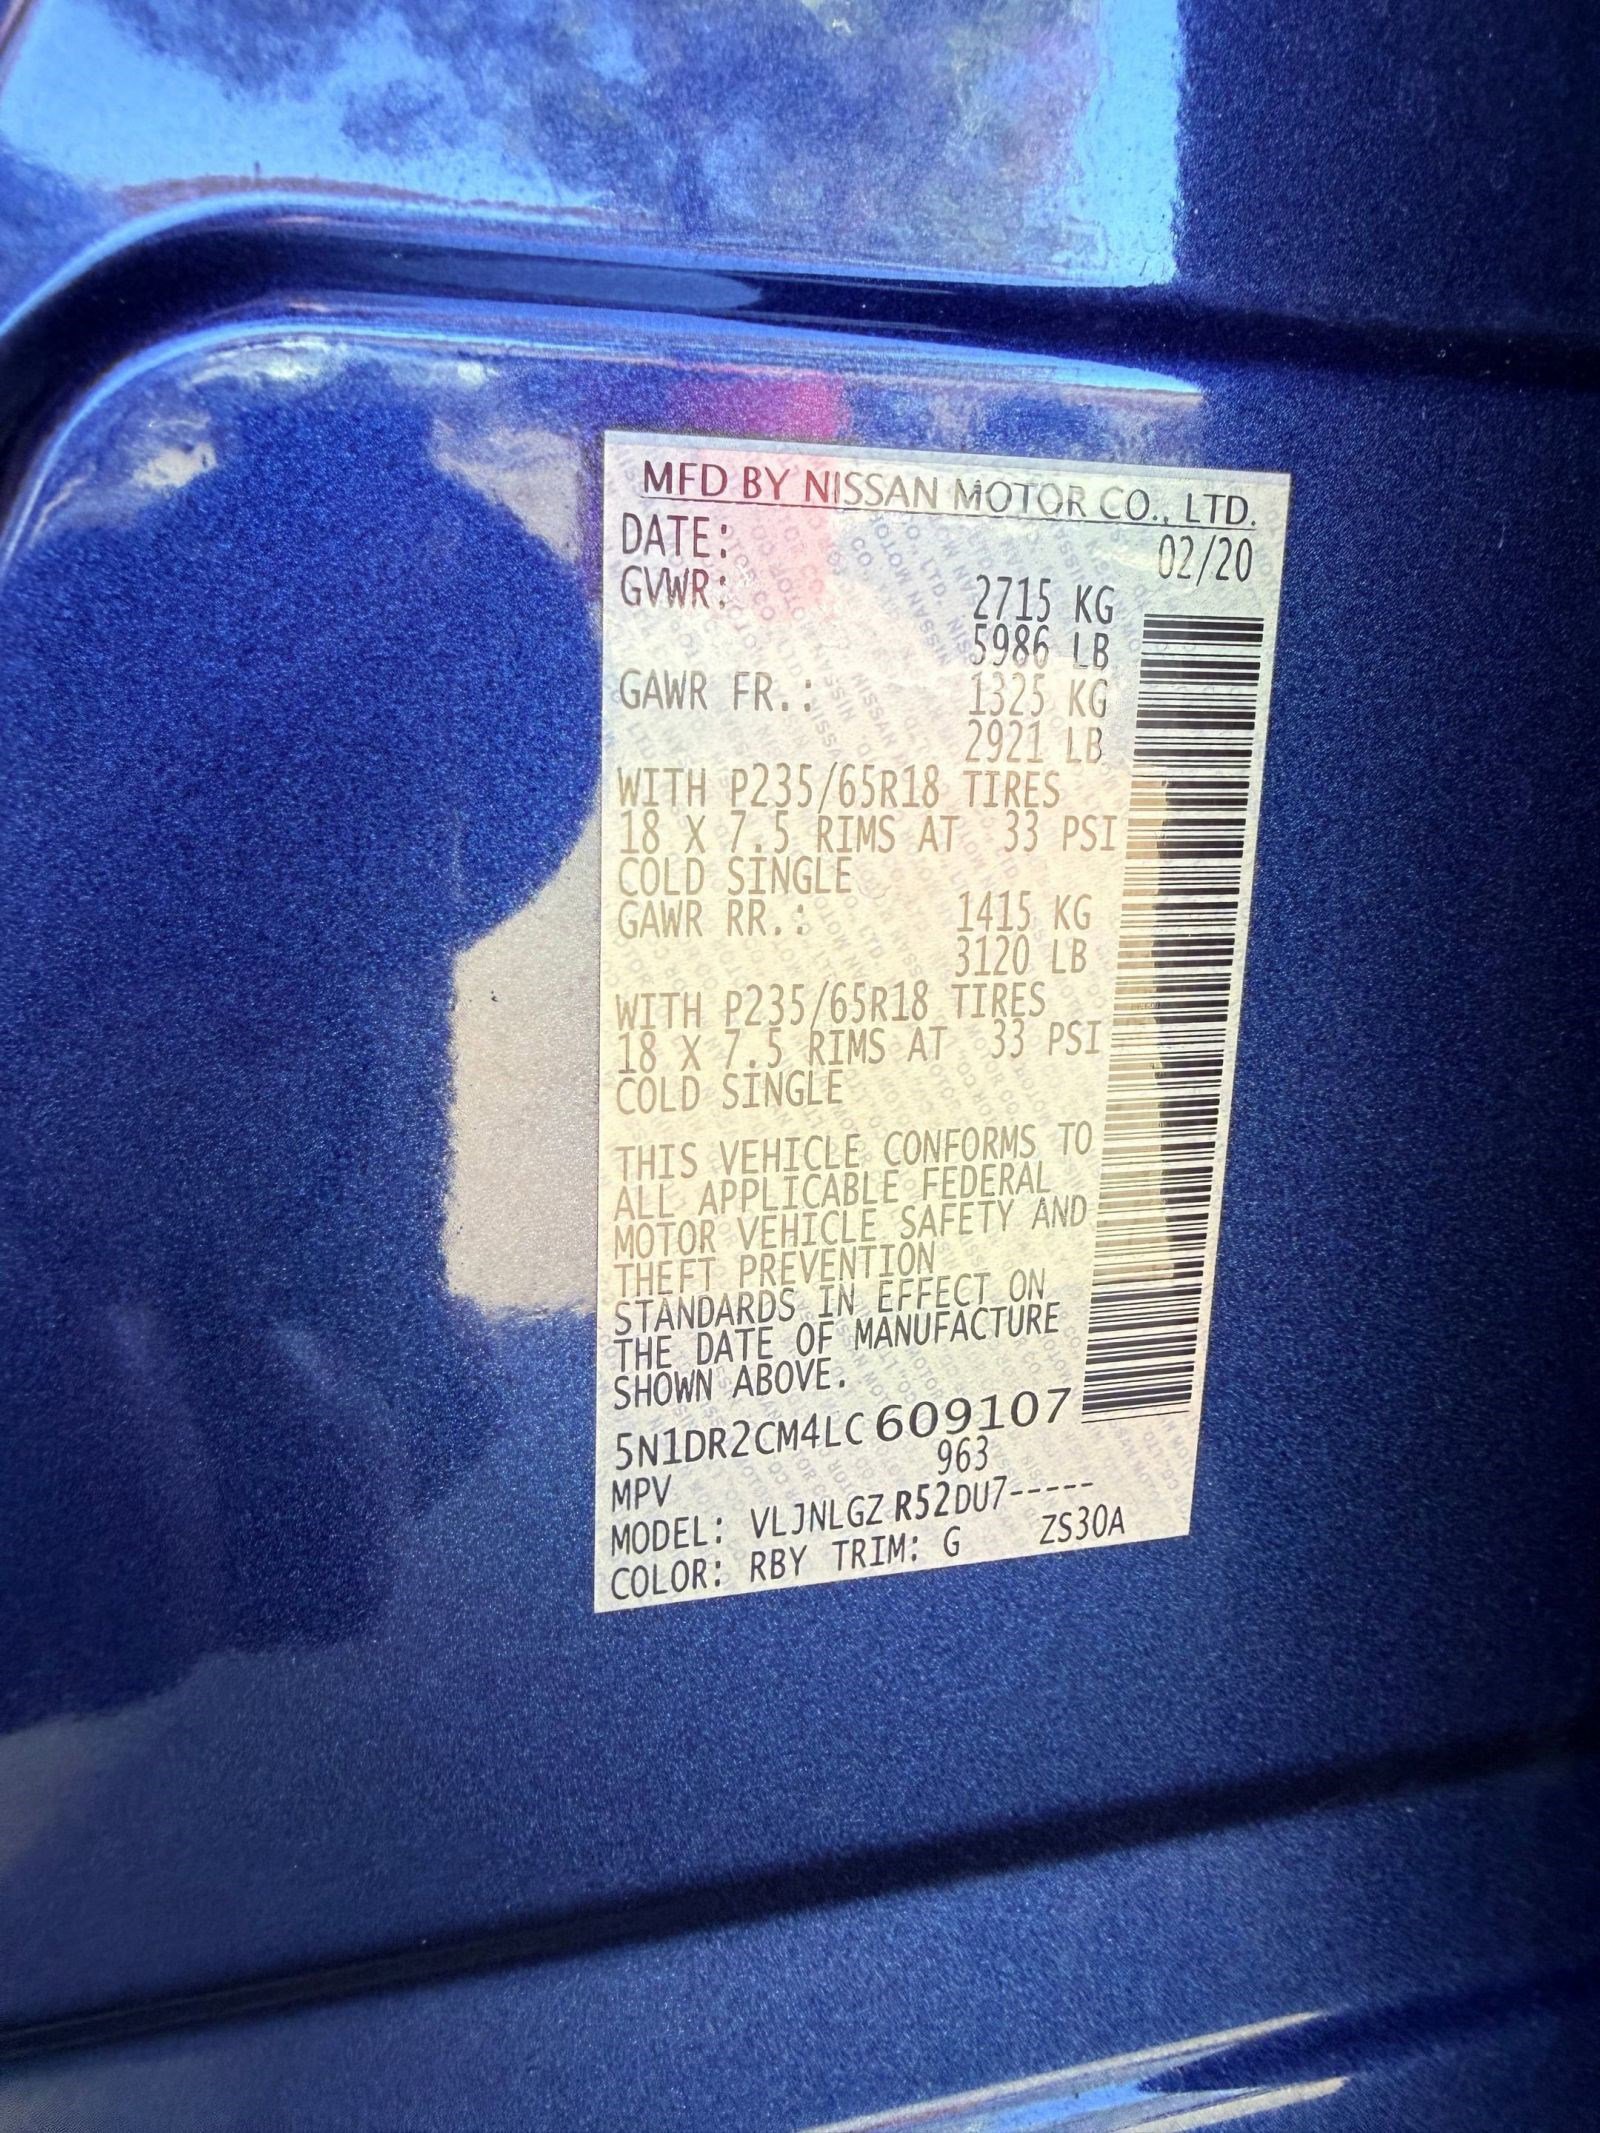 MFD BY NISSAN MOTOR CO., LTD.
DATE: 02/20
GVWR: 2715 KG
5986 LB
GAWR FR.: 1325 KG
2921 LB
WITH P235/65R18 TIRES
18 X 7.5 RIMS AT 33 PSI
COLD SINGLE
GAWR RR.: 1415 KG
3120 LB
WITH P235/65R18 TIRES
18 X 7.5 RIMS AT 33 PSI
COLD SINGLE
THIS VEHICLE CONFORMS TO
ALL APPLICABLE FEDERAL
MOTOR VEHICLE SAFETY AND
THEFT PREVENTION
STANDARDS IN EFFECT ON
THE DATE OF MANUFACTURE
SHOWN ABOVE.
5N1DR2CM4LC609107
MPV 963
MODEL: VLJNLGZ R52DU7-----
COLOR: RBY TRIM: G ZS30A